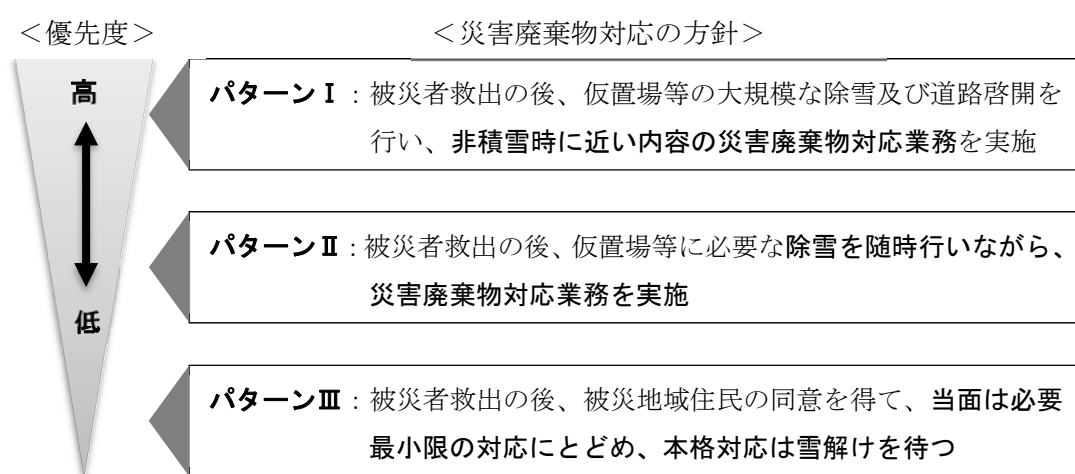 ＜優先度＞
＜災害廃棄物対応の方針＞
高
パターンⅠ：被災者救出の後、仮置場等の大規模な除雪及び道路啓開を
行い、非積雪時に近い内容の災害廃棄物対応業務を実施
パターンⅡ：被災者救出の後、仮置場等に必要な除雪を随時行いながら、
災害廃棄物対応業務を実施
低
パターンⅢ：被災者救出の後、被災地域住民の同意を得て、当面は必要
最小限の対応にとどめ、本格対応は雪解けを待つ